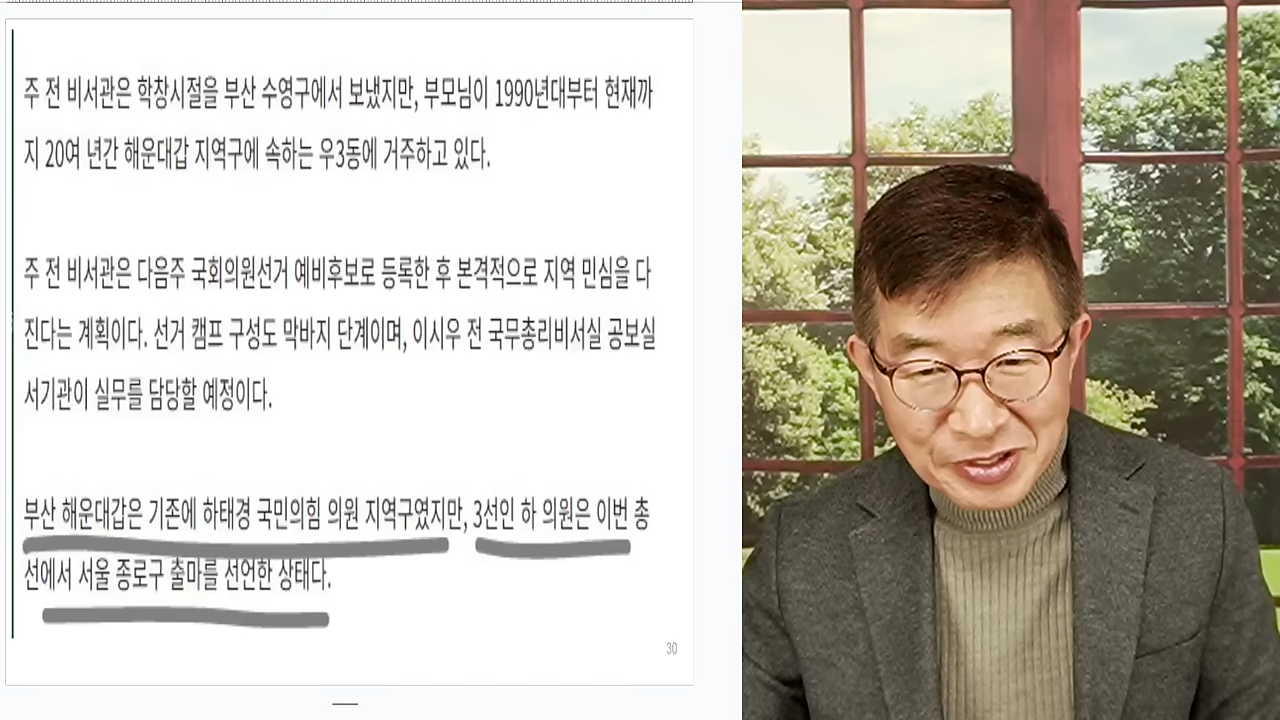 주 전 비서관은 학창시절을 부산 수영구에서 보냈지만, 부모님이 1990년대부터 현재까
지 20여 년간 해운대갑 지역구에 속하는 우3동에 거주하고 있다.
주 전 비서관은 다음주 국회의원선거 예비후보로 등록한 후 본격적으로 지역 민심을 다
진다는 계획이다. 선거 캠프 구성도 막바지 단계이며, 이시우 전 국무총리비서실 공보실
서기관이 실무를 담당할 예정이다.
부산 해운대갑은 기존에 하태경 국민의힘 의원 지역구였지만, 3선인 하 의원은 이번 총
선에서 서울 종로구 출마를 선언한 상태다.
30